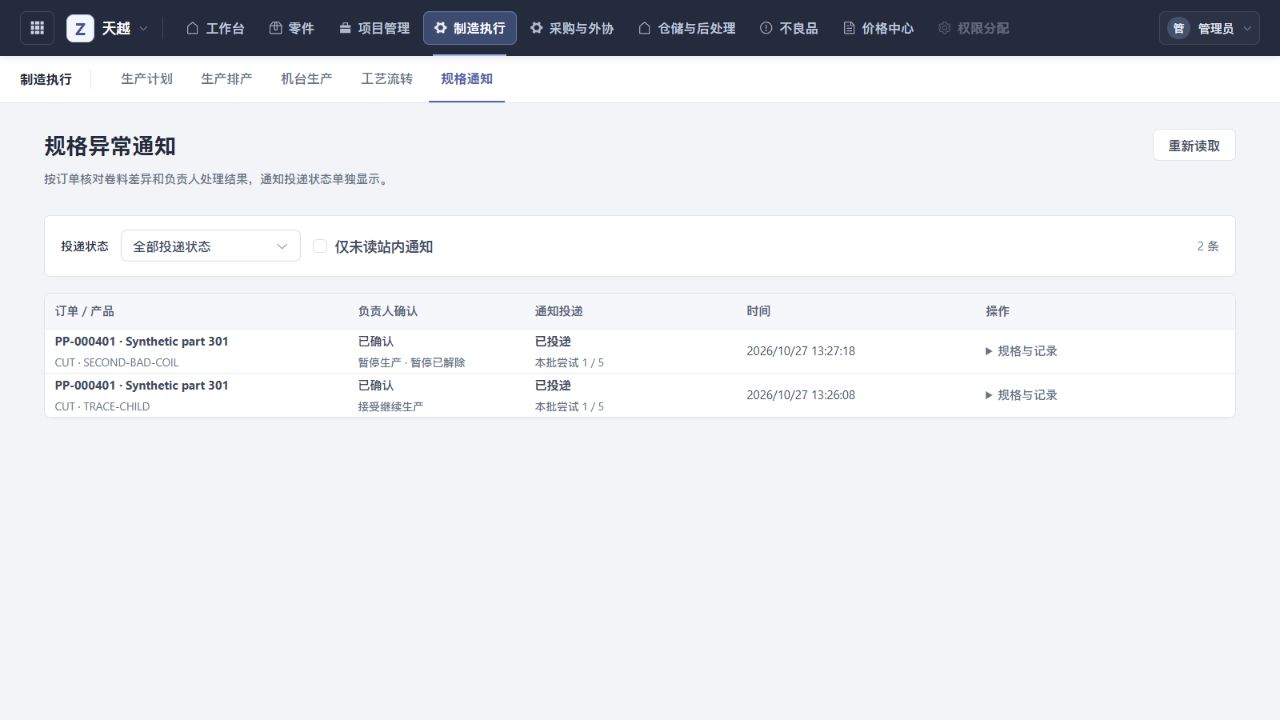 Z 天越 工作台 零件 项目管理 制造执行 采购与外协 仓储与后处理 不良品 价格中心 权限分配 管 管理员
制造执行 生产计划 生产排产 机台生产 工艺流转 规格通知
规格异常通知
重新读取
按订单核对卷料差异和负责人处理结果，通知投递状态单独显示。
投递状态 全部投递状态 仅未读站内通知 2 条
订单 / 产品 负责人确认 通知投递 时间 操作
PP-000401 · Synthetic part 301 已确认 已投递
CUT · SECOND-BAD-COIL 暂停生产 · 暂停已解除 本批尝试 1 / 5 2026/10/27 13:27:18 规格与记录
PP-000401 · Synthetic part 301 已确认 已投递
CUT · TRACE-CHILD 接受继续生产 本批尝试 1 / 5 2026/10/27 13:26:08 规格与记录